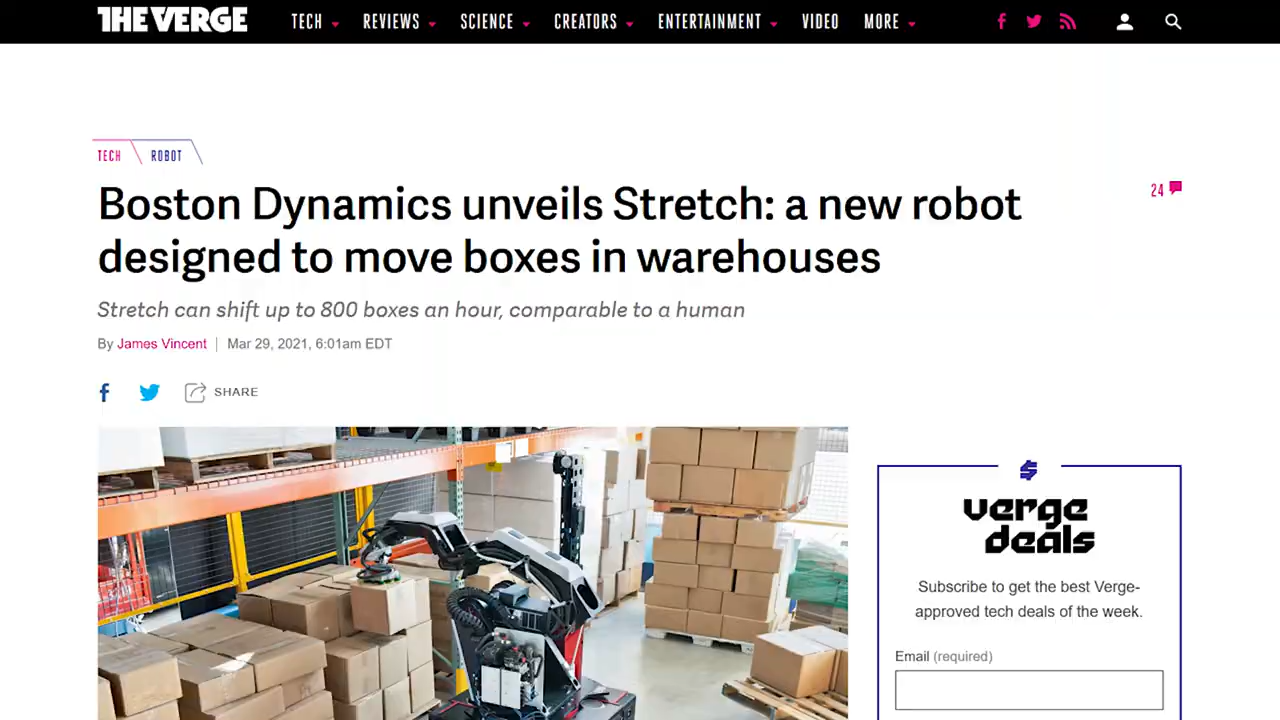 THE VERGE
TECH REVIEWS SCIENCE CREATORS ENTERTAINMENT VIDEO MORE
TECH ROBOT
Boston Dynamics unveils Stretch: a new robot
designed to move boxes in warehouses
24
Stretch can shift up to 800 boxes an hour, comparable to a human
By James Vincent | Mar 29, 2021, 6:01am EDT
SHARE
verge
deals
Subscribe to get the best Verge-
approved tech deals of the week.
Email (required)